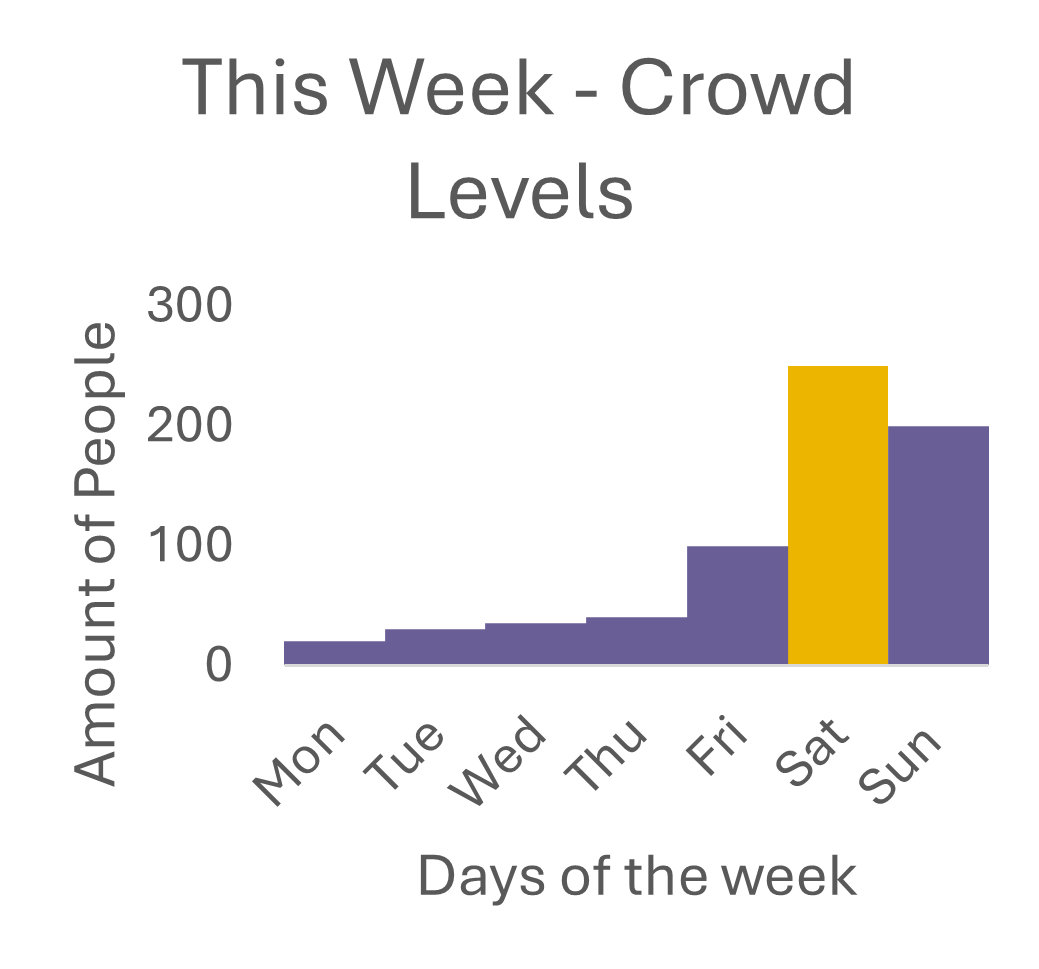 This Week - Crowd
Levels
Amount of People
300
200
100
0
Mon
Tue
Wed
Thu
Fri
Sat
Sun
Days of the week